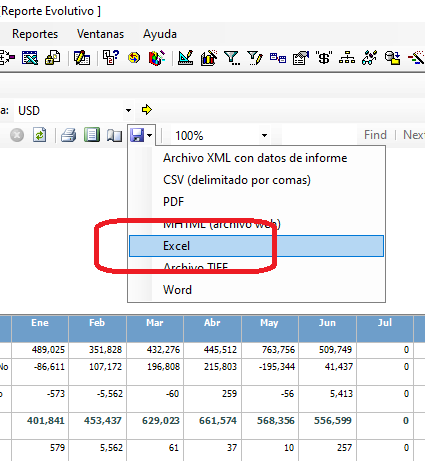 [Reporte Evolutivo ]
Reportes Ventanas Ayuda
"$"
a: USD
100% Find Next
Archivo XML con datos de informe
CSV (delimitado por comas)
PDF
MHTML (archivo web)
Excel
Archivo TIFF
Word
Ene Feb Mar Abr May Jun Jul
489,025 351,828 432,276 445,512 763,756 509,749 0
No -86,611 107,172 196,808 215,803 -195,344 41,437 0
o -573 -5,562 -60 259 -56 5,413 0
401,841 453,437 629,023 661,574 568,356 556,599 0
579 5,562 61 37 10 257 0